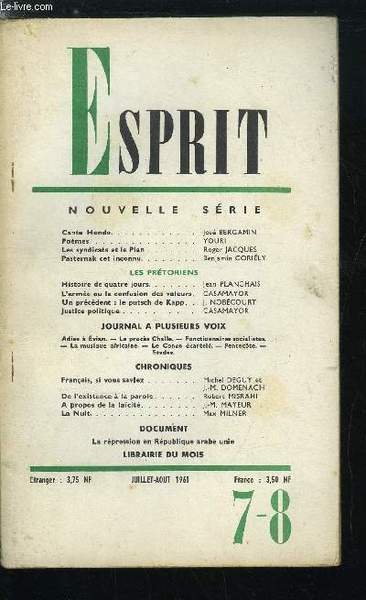 © Le-livre.com
ESPRIT
NOUVELLE SÉRIE
Cante Hondo. . . . . . . . . . . . José BERGAMIN
Poèmes . . . . . . . . . . . . . . YOURI
Les syndicats et le Plan . . . . . . Roger JACQUES
Pasternak cet inconnu. . . . . . . . Benjamin GORIÉLY
LES PRÉTORIENS
Histoire de quatre jours. . . . . . . Jean PLANCHAIS
L'armée ou la confusion des valeurs. CASAMAYOR
Un précédent : le putsch de Kapp. . J. NOBÉCOURT
Justice politique. . . . . . . . . . CASAMAYOR
JOURNAL A PLUSIEURS VOIX
Adieu à Évian. — Le procès Challe. — Fonctionnaires socialistes.
— La musique africaine. — Le Congo écartelé. — Pentecôte. —
CHRONIQUES
Français, si vous saviez . . . . . . Michel DEGUY et
J.-M. DOMENACH
De l'existence à la parole. . . . . . Robert MISRAHI
A propos de la laïcité. . . . . . . . J.-M. MAYEUR
La Nuit. . . . . . . . . . . . . . Max MILNER
DOCUMENT
La répression en République arabe unie
LIBRAIRIE DU MOIS
Étranger : 3,75 NF JUILLET-AOUT 1961 France : 3,50 NF
7-8